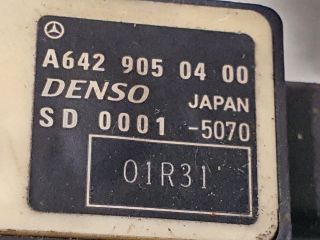 A642 905 04 00
DENSO JAPAN
SD 0001-5070
01R31